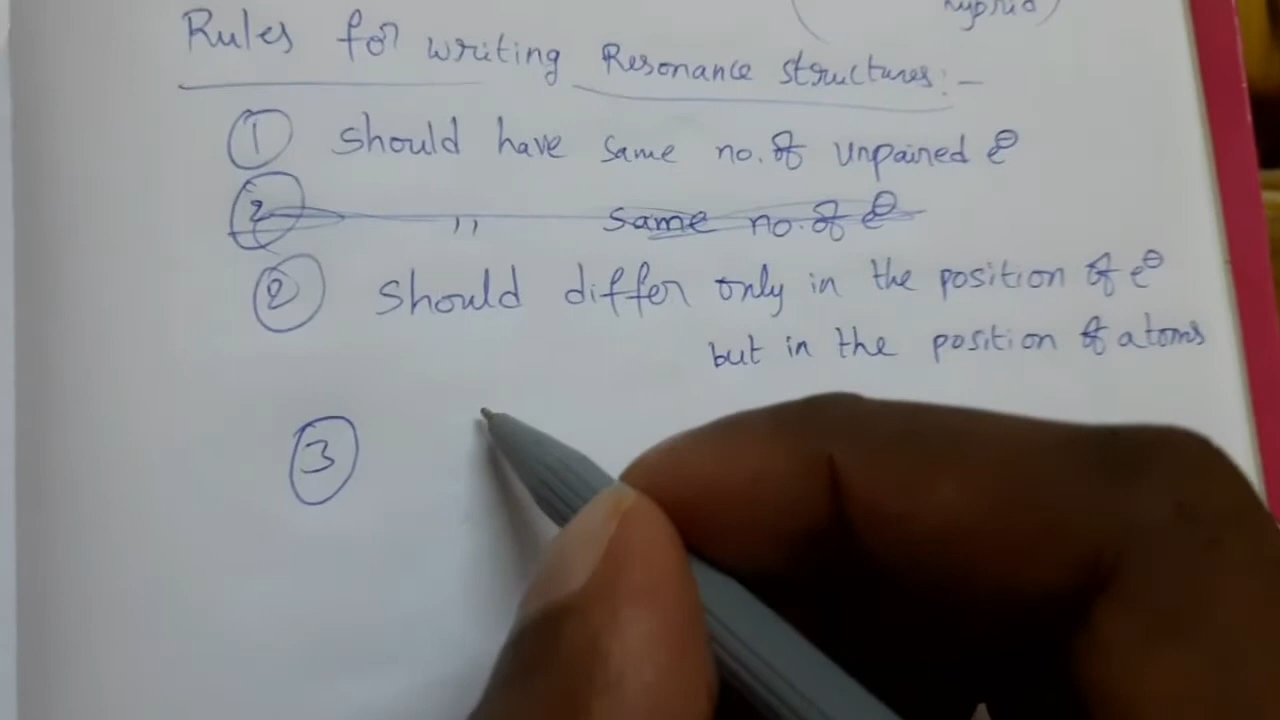 hybrid)
Rules for writing Resonance structures:-
① should have same no. of unpaired e⊖
② ,, same no. of e⊖
② should differ only in the position of e⊖
but in the position of atoms
③